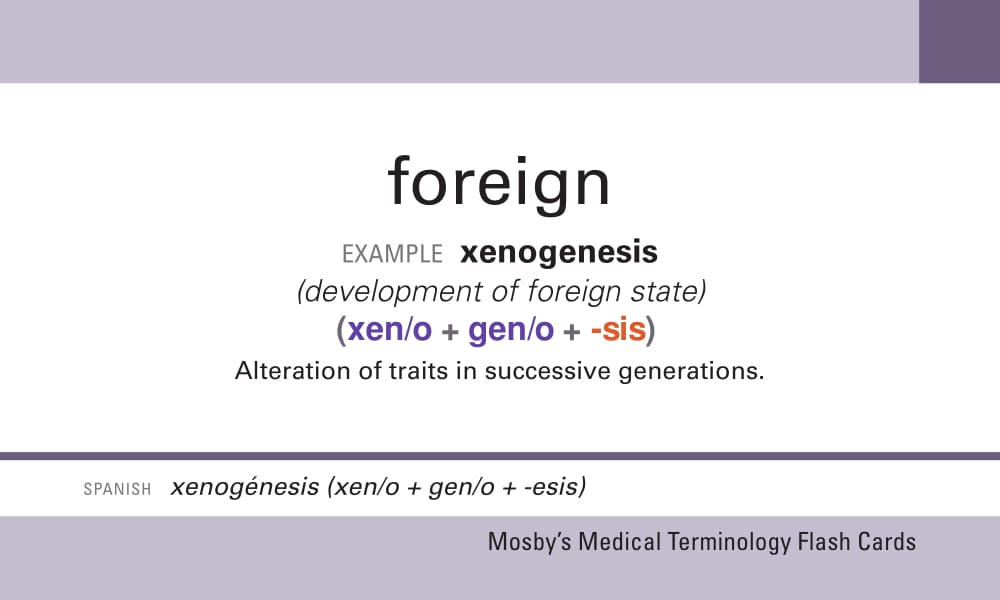 foreign
EXAMPLE xenogenesis
(development of foreign state)
(xen/o + gen/o + -sis)
Alteration of traits in successive generations.
SPANISH xenogénesis (xen/o + gen/o + -esis)
Mosby's Medical Terminology Flash Cards